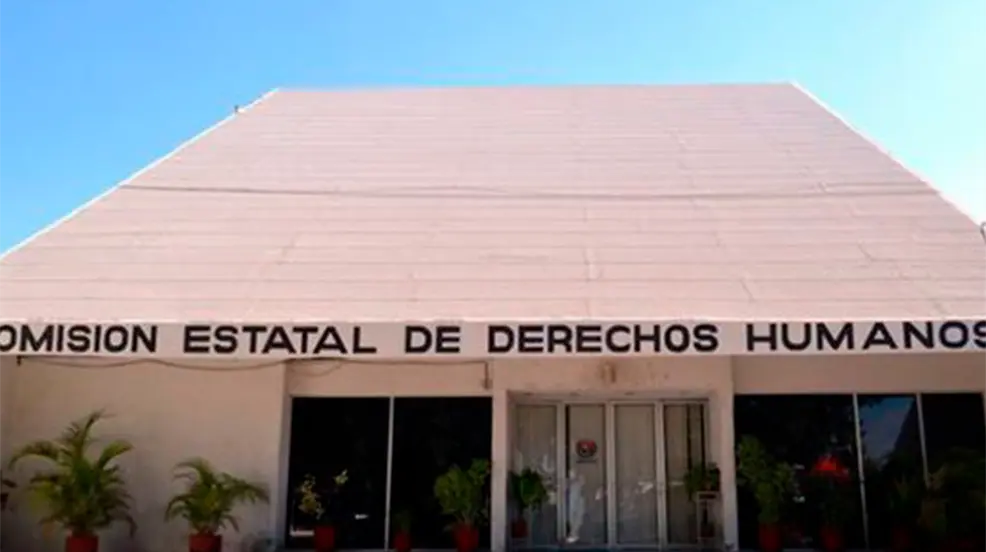 OMISION ESTATAL DE DERECHOS HUMANOS